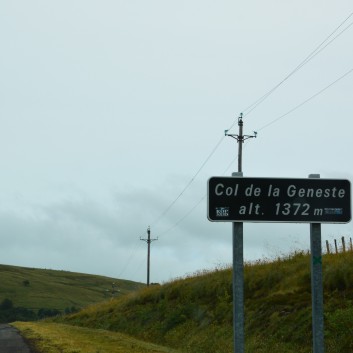 Col de la Geneste
alt. 1372 m